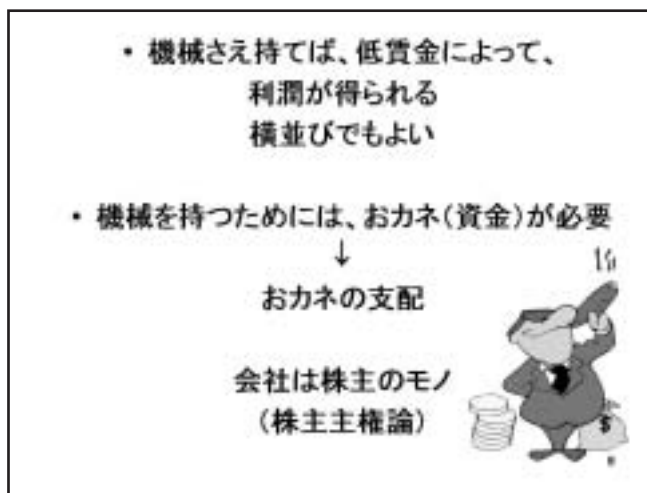 ・ 機械さえ持てば、低賃金によって、
利潤が得られる
横並びでもよい
・ 機械を持つためには、おカネ(資金)が必要
↓
おカネの支配
会社は株主のモノ
(株主主権論)
$